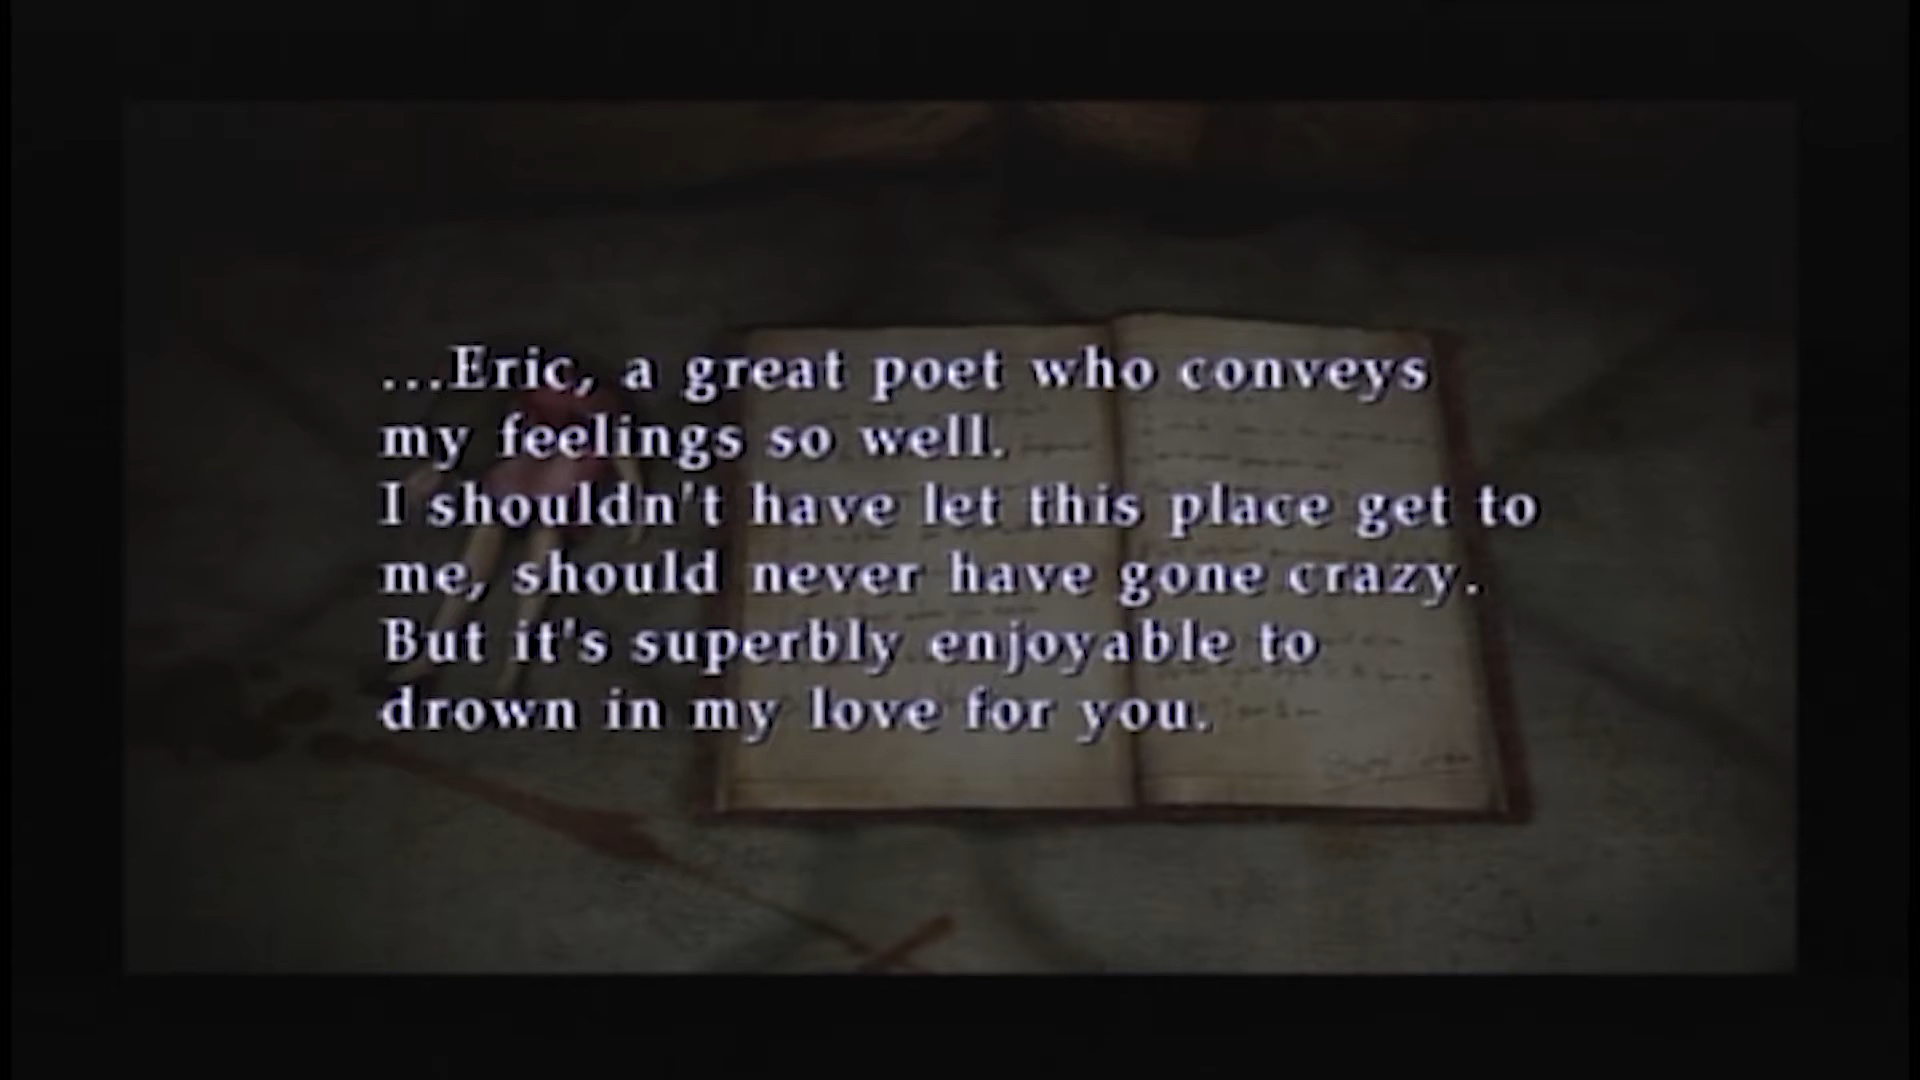 ...Eric, a great poet who conveys
my feelings so well.
I shouldn't have let this place get to
me, should never have gone crazy.
But it's superbly enjoyable to
drown in my love for you.